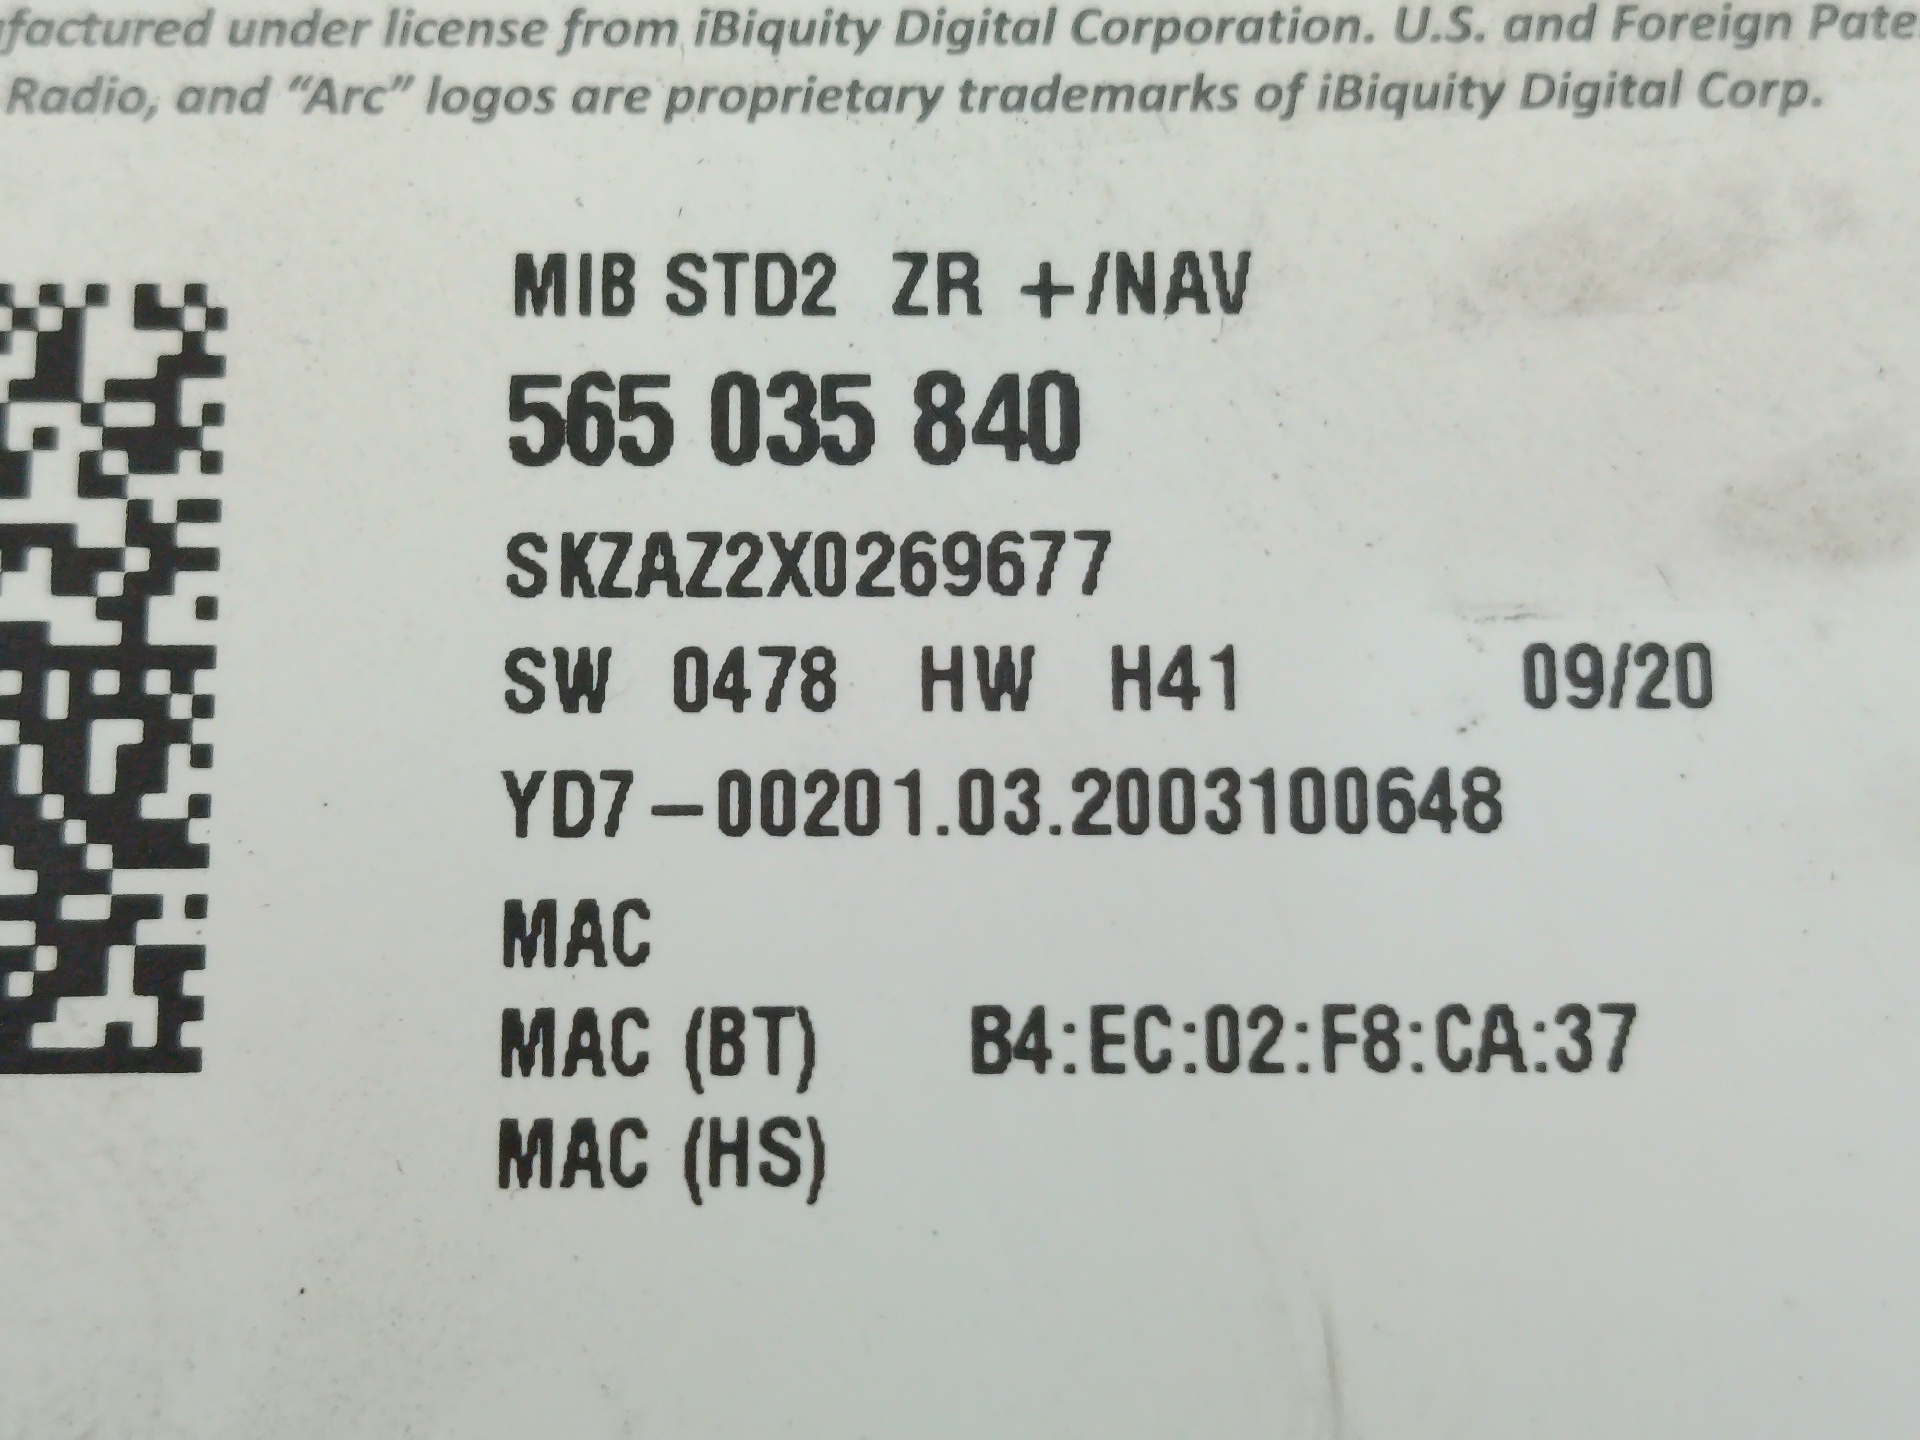 factured under license from iBiquity Digital Corporation. U.S. and Foreign Pate
Radio, and “Arc” logos are proprietary trademarks of iBiquity Digital Corp.
MIB STD2 ZR +/NAV
565 035 840
SKZAZ2X0269677
SW 0478 HW H41 09/20
YD7-00201.03.2003100648
MAC
MAC (BT) B4:EC:02:F8:CA:37
MAC (HS)